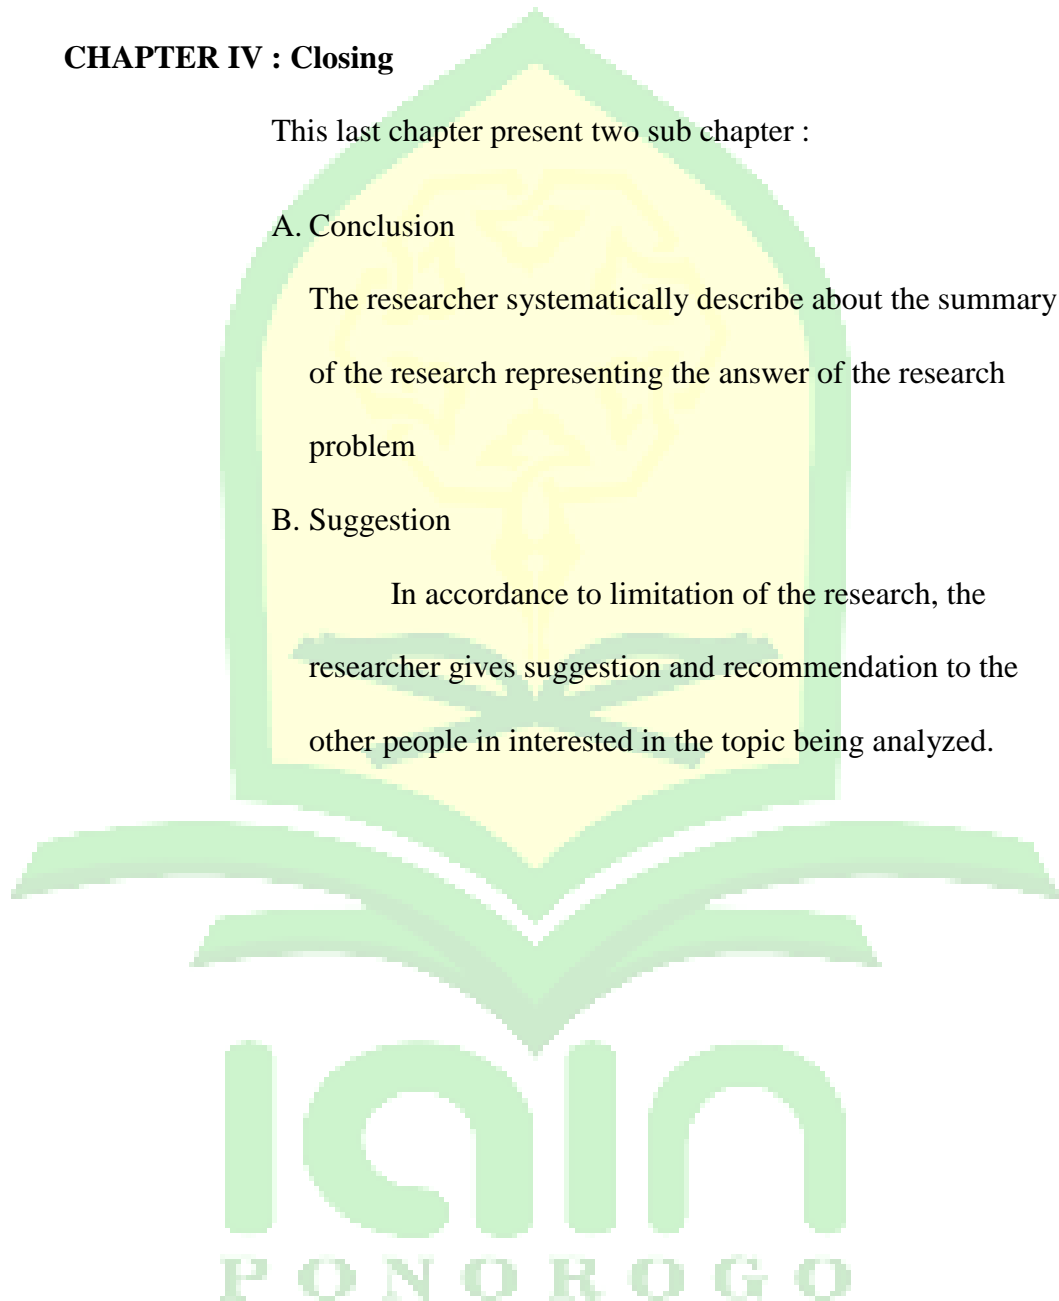 CHAPTER IV : Closing
This last chapter present two sub chapter :
A. Conclusion
The researcher systematically describe about the summary
of the research representing the answer of the research
problem
B. Suggestion
In accordance to limitation of the research, the
researcher gives suggestion and recommendation to the
other people in interested in the topic being analyzed.
iain
PONOROGO